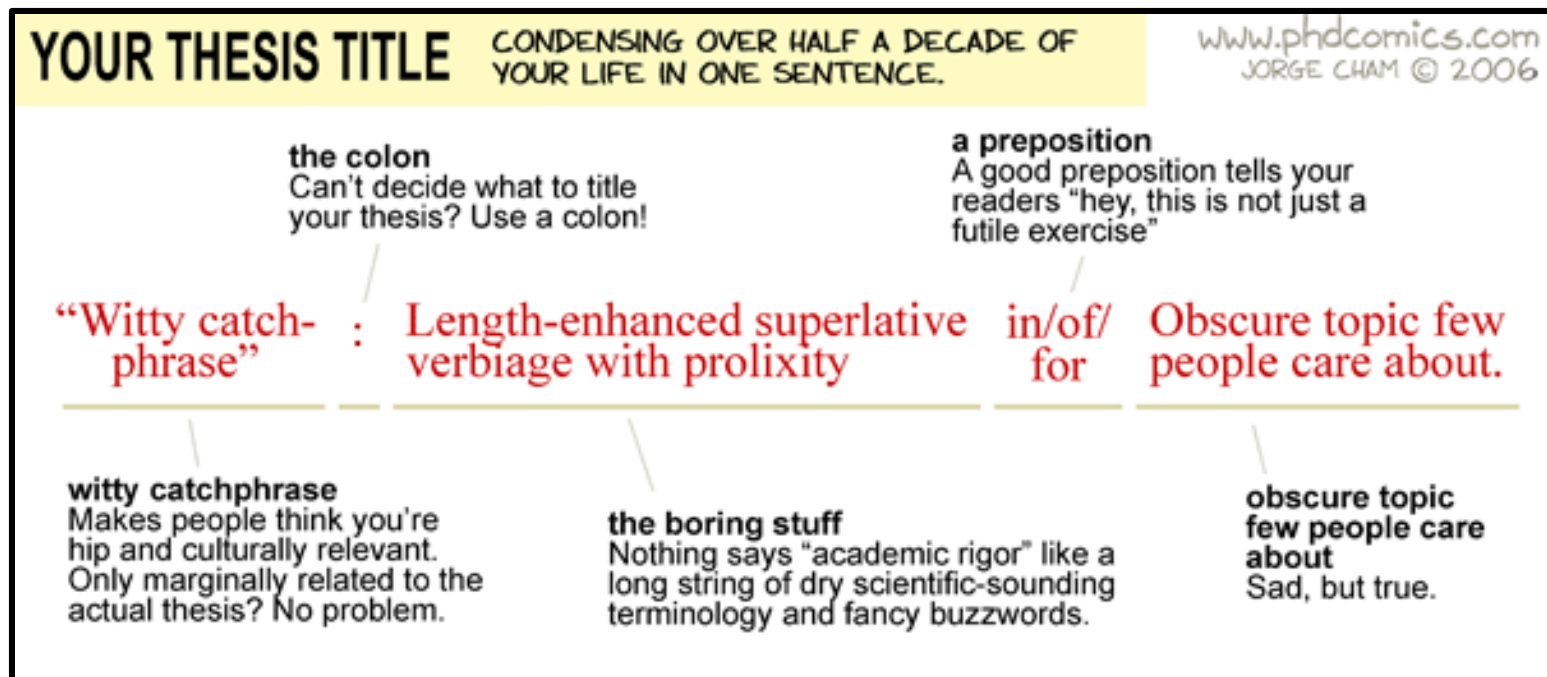 YOUR THESIS TITLE
CONDENSING OVER HALF A DECADE OF
YOUR LIFE IN ONE SENTENCE.
www.phdcomics.com
JORGE CHAM © 2006
the colon
Can't decide what to title
your thesis? Use a colon!
a preposition
A good preposition tells your
readers “hey, this is not just a
futile exercise”
“Witty catch-
phrase”
:
Length-enhanced superlative
verbiage with prolixity
in/of/
for
Obscure topic few
people care about.
witty catchphrase
Makes people think you're
hip and culturally relevant.
Only marginally related to the
actual thesis? No problem.
the boring stuff
Nothing says “academic rigor” like a
long string of dry scientific-sounding
terminology and fancy buzzwords.
obscure topic
few people care
about
Sad, but true.